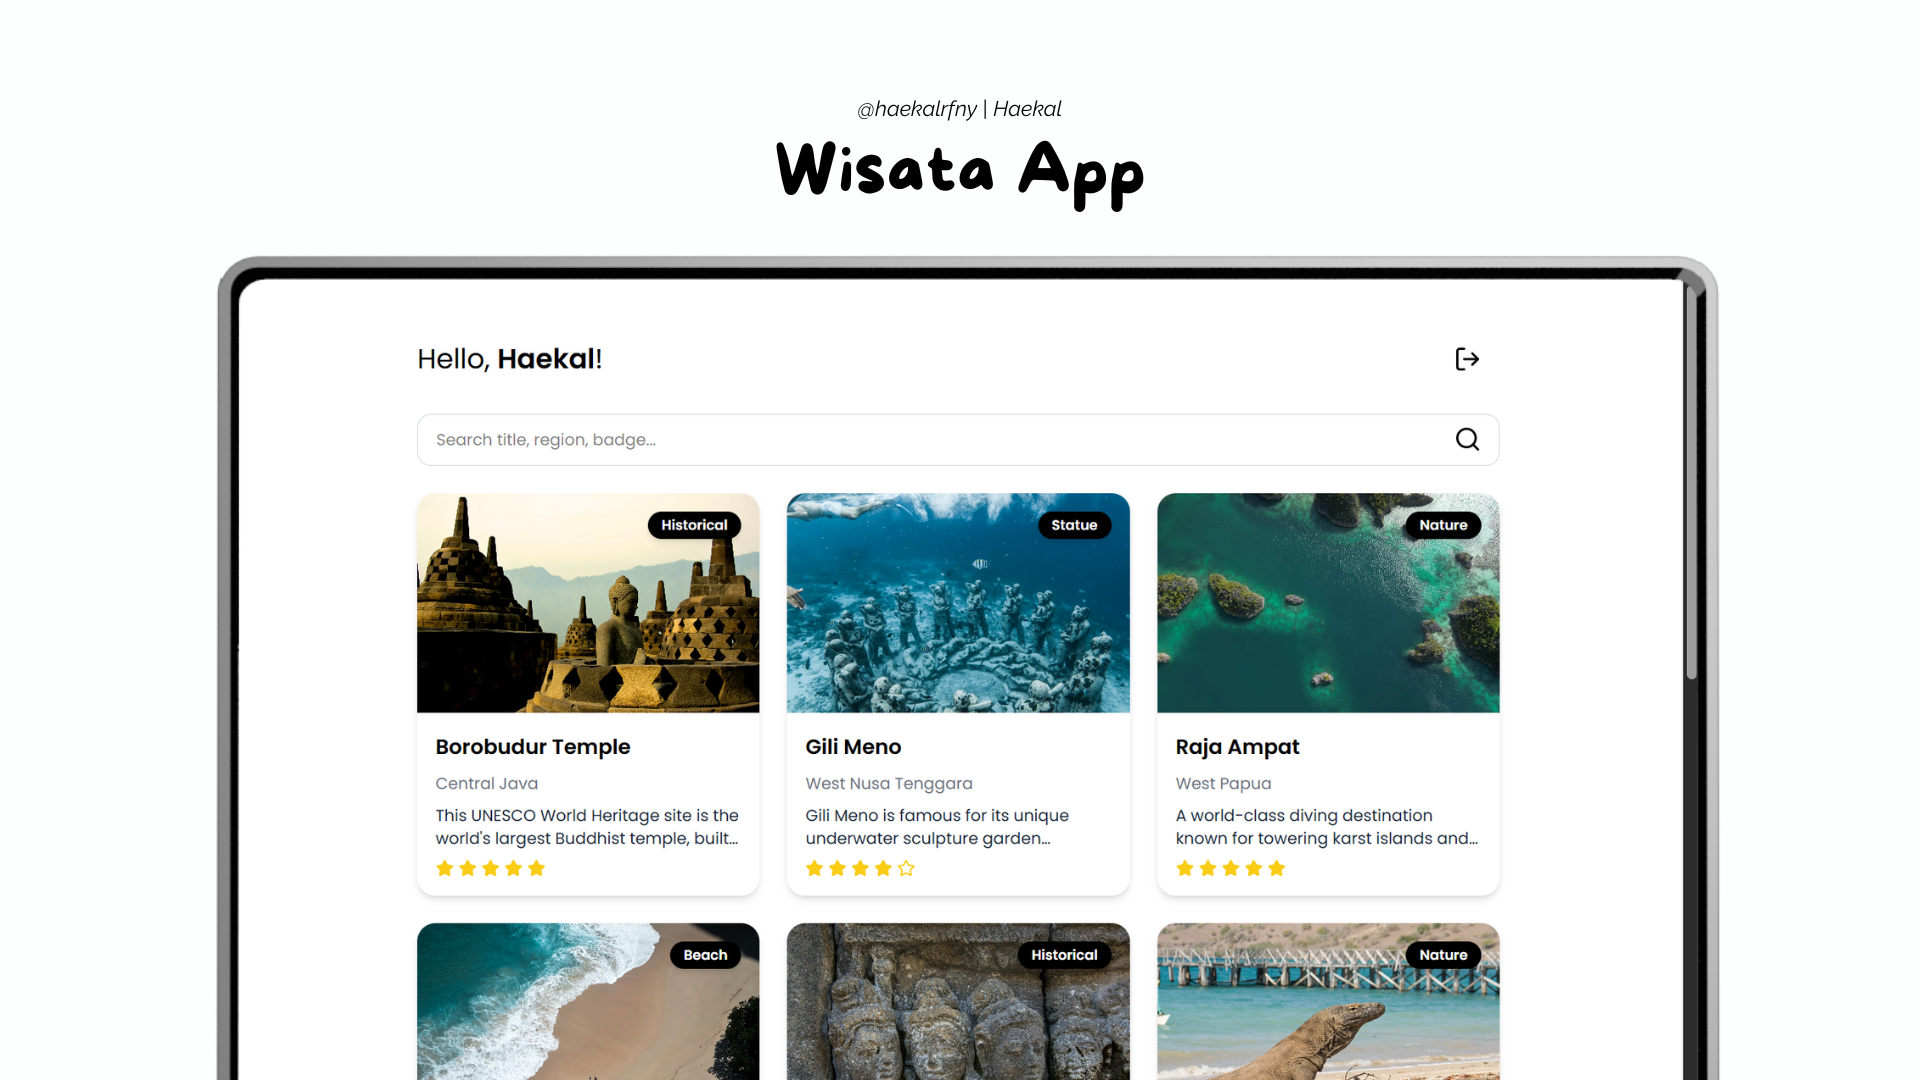 @haekalrfny | Haekal
Wisata App
Hello, Haekal!
Search title, region, badge...
Historical
Borobudur Temple
Central Java
This UNESCO World Heritage site is the
world's largest Buddhist temple, built...
Statue
Gili Meno
West Nusa Tenggara
Gili Meno is famous for its unique
underwater sculpture garden...
Nature
Raja Ampat
West Papua
A world-class diving destination
known for towering karst islands and...
Beach
Historical
Nature